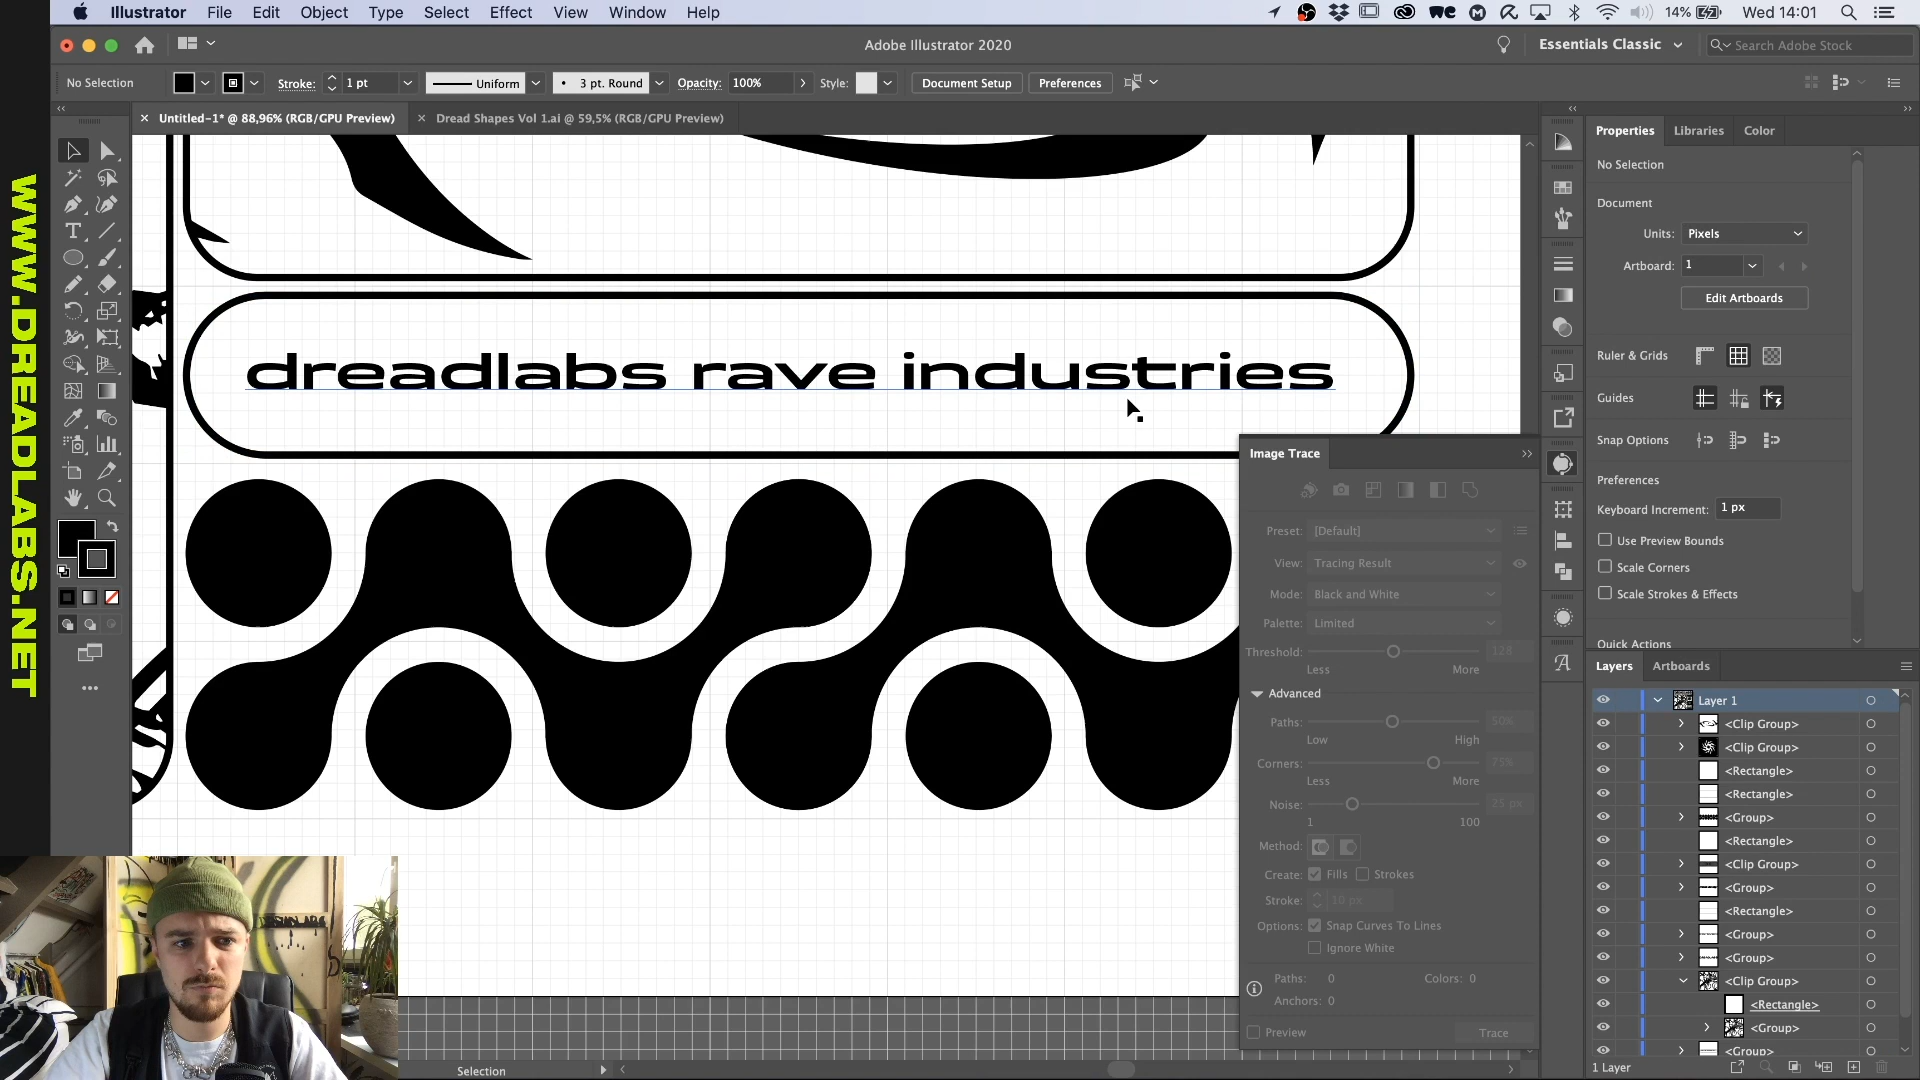 Illustrator File Edit Object Type Select Effect View Window Help 14% Wed 14:01
Adobe Illustrator 2020 Essentials Classic Search Adobe Stock
No Selection Stroke: 1 pt Uniform 3 pt. Round Opacity: 100% Style: Document Setup Preferences
Untitled-1* @ 88,96% (RGB/GPU Preview) Dread Shapes Vol 1.ai @ 59,5% (RGB/GPU Preview)
WWW.DREADLABS.NET
dreadlabs rave industries
Image Trace
Preset: [Default]
View: Tracing Result
Mode: Black and White
Palette: Limited
Threshold: 128
Less More
Advanced
Paths: 50%
Low High
Corners: 75%
Less More
Noise: 25 px
1 100
Method:
Create: Fills Strokes
Stroke: 10 px
Options: Snap Curves To Lines
Ignore White
Paths: 0 Colors: 0
Anchors: 0
Preview Trace
Properties Libraries Color
No Selection
Document
Units: Pixels
Artboard: 1
Edit Artboards
Ruler & Grids
Guides
Snap Options
Preferences
Keyboard Increment: 1 px
Use Preview Bounds
Scale Corners
Scale Strokes & Effects
Quick Actions
Layers Artboards
Layer 1
<Clip Group>
<Clip Group>
<Rectangle>
<Rectangle>
<Group>
<Rectangle>
<Clip Group>
<Group>
<Rectangle>
<Group>
<Group>
<Clip Group>
<Rectangle>
<Group>
<Group>
1 Layer
Selection